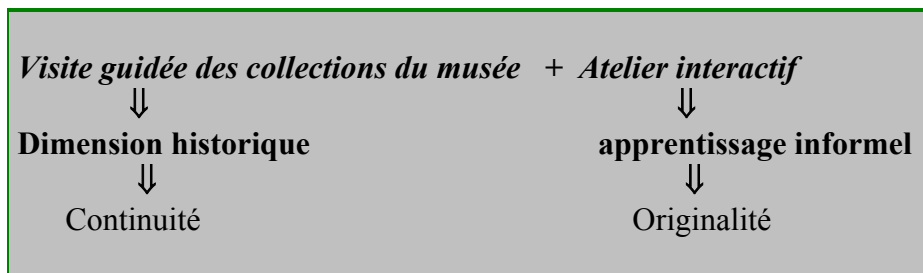 Visite guidée des collections du musée + Atelier interactif
⇓ ⇓
Dimension historique apprentissage informel
⇓ ⇓
Continuité Originalité